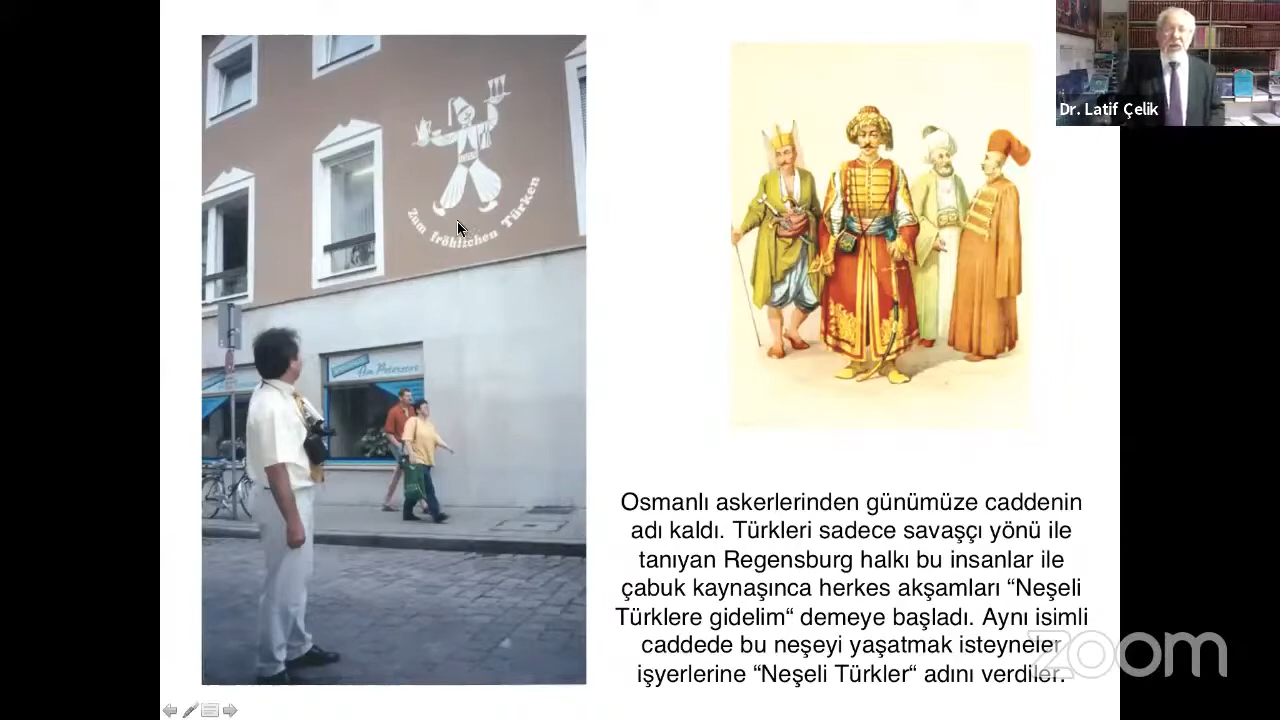 Dr. Latif Çelik
Zum fröhlichen Türken
Osmanlı askerlerinden günümüze caddenin
adı kaldı. Türkleri sadece savaşçı yönü ile
tanıyan Regensburg halkı bu insanlar ile
çabuk kaynaşınca herkes akşamları “Neşeli
Türklere gidelim“ demeye başladı. Aynı isimli
caddede bu neşeyi yaşatmak isteyneler
işyerlerine “Neşeli Türkler“ adını verdiler.
zoom